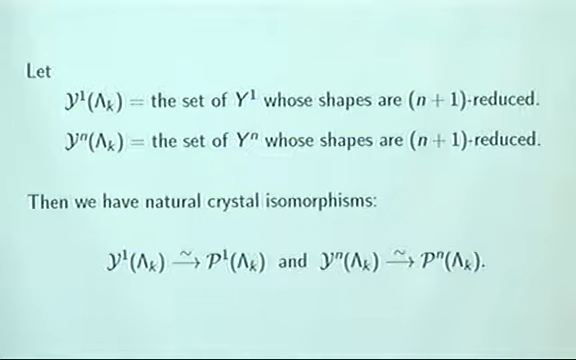 Let
𝒴¹(Λₖ) = the set of Y¹ whose shapes are (n + 1)-reduced.
𝒴ⁿ(Λₖ) = the set of Yⁿ whose shapes are (n + 1)-reduced.
Then we have natural crystal isomorphisms:
𝒴¹(Λₖ) ⥲ 𝒫¹(Λₖ) and 𝒴ⁿ(Λₖ) ⥲ 𝒫ⁿ(Λₖ).